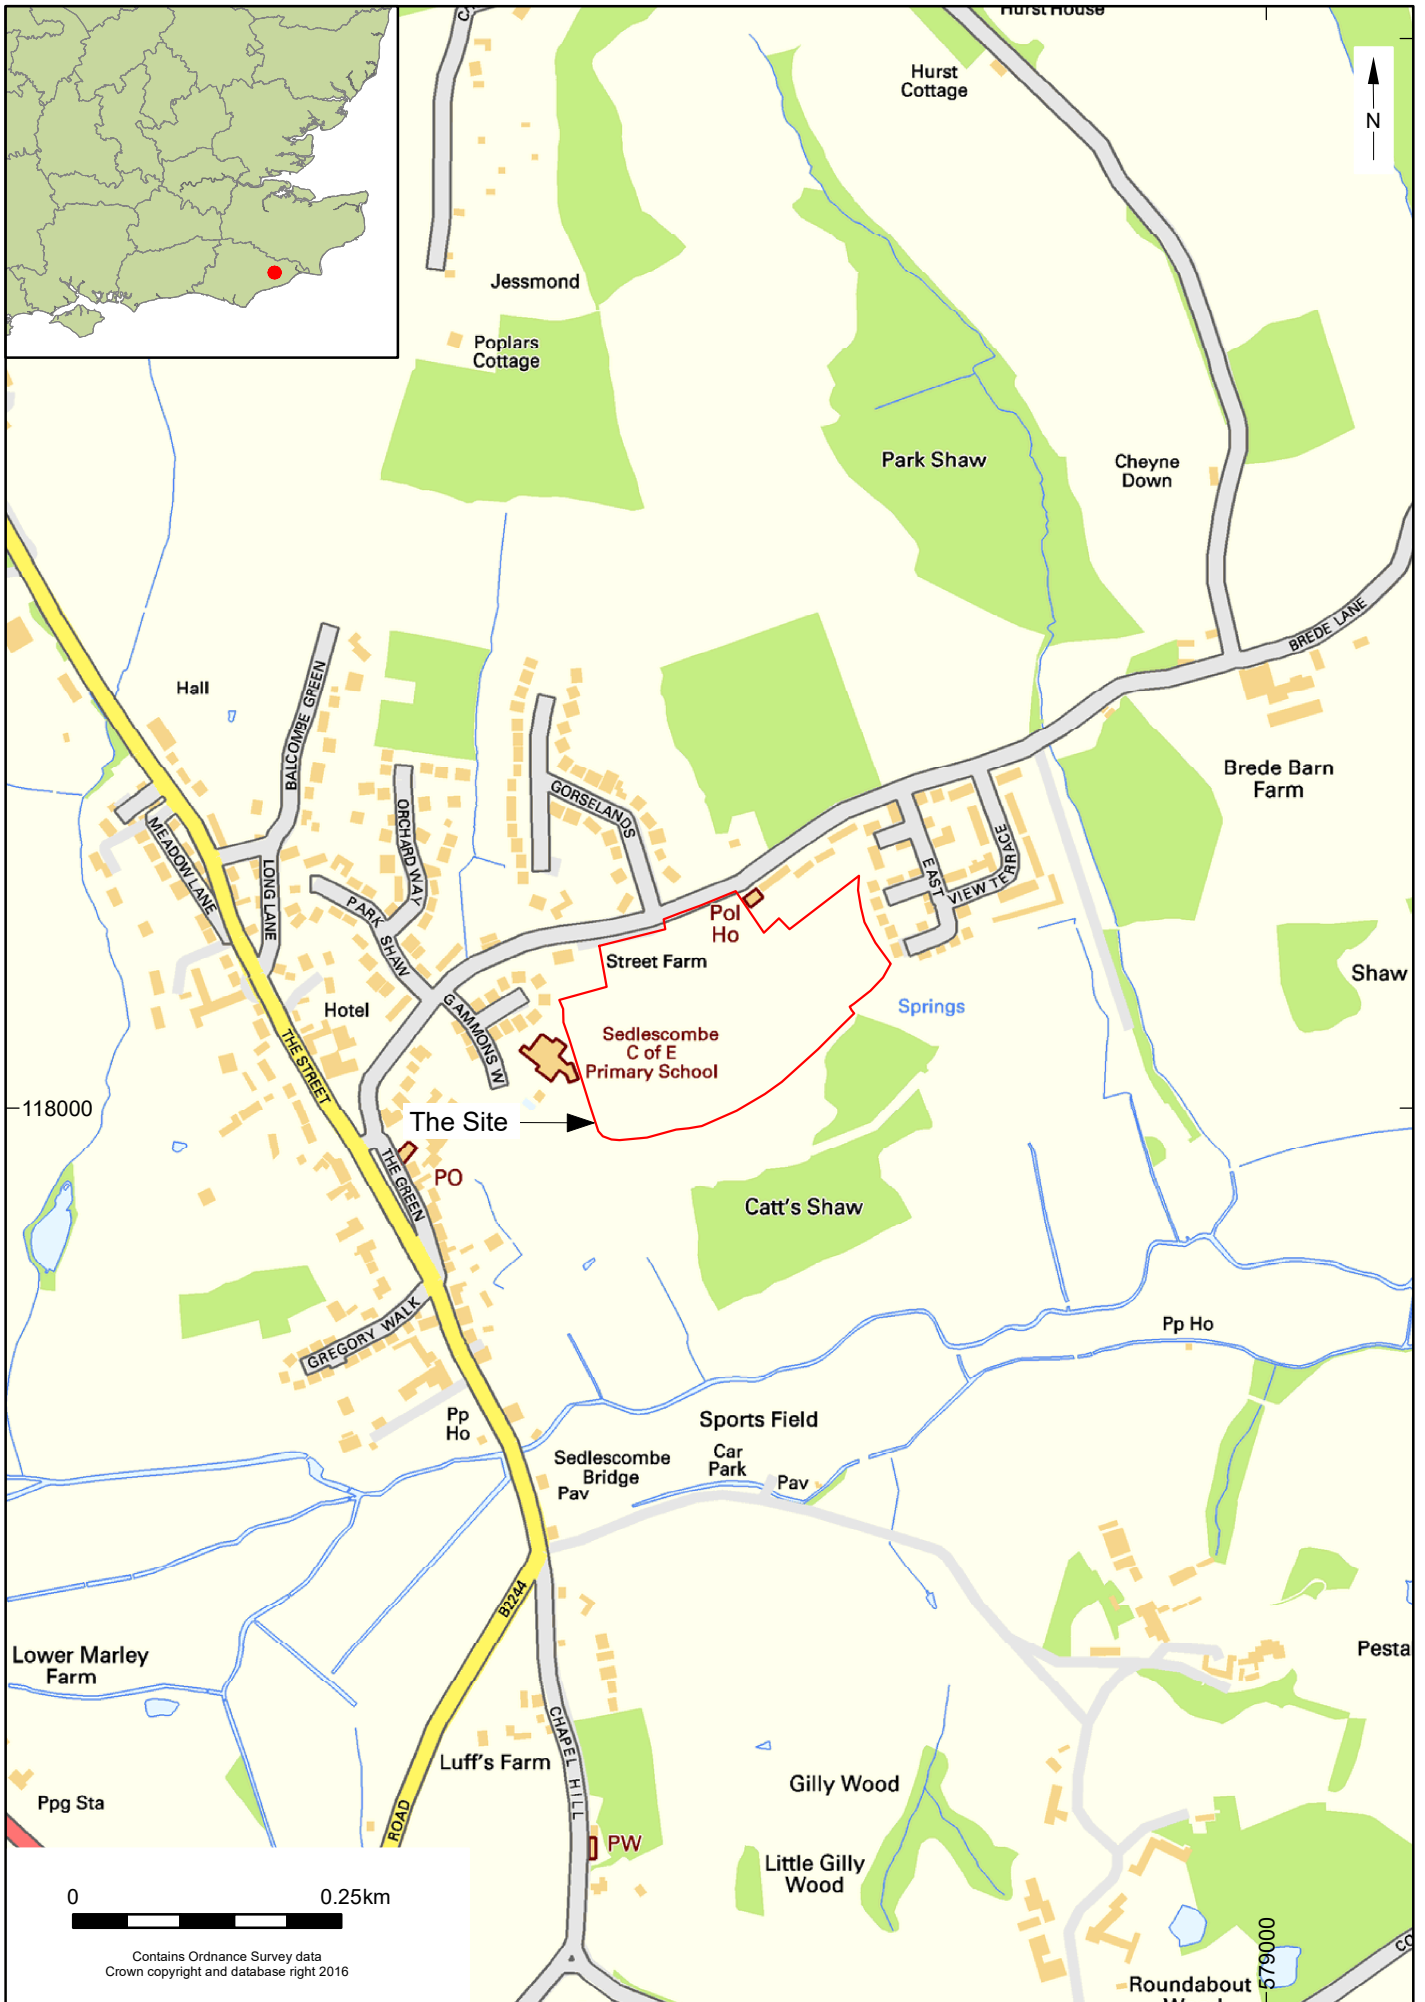 Hurst House
Hurst
Cottage
N
Jessmond
Poplars
Cottage
Park Shaw
Cheyne
Down
BREDE LANE
Hall
BALCOMBE GREEN
Brede Barn
Farm
GORSELANDS
ORCHARD WAY
MEADOW LANE
LONG LANE
PARK SHAW
EAST VIEW TERRACE
Pol
Ho
Street Farm
Shaw
Springs
Hotel
GAMMONS W
THE STREET
Sedlescombe
C of E
Primary School
118000
The Site
THE GREEN
PO
Catt's Shaw
GREGORY WALK
Pp Ho
Pp
Ho
Sports Field
Sedlescombe
Bridge
Car
Park
Pav
Pav
B2244
Lower Marley
Farm
Pesta
CHAPEL HILL
Luff's Farm
Gilly Wood
Ppg Sta
ROAD
PW
Little Gilly
Wood
0 0.25km
579000
Contains Ordnance Survey data
Crown copyright and database right 2016
Roundabout